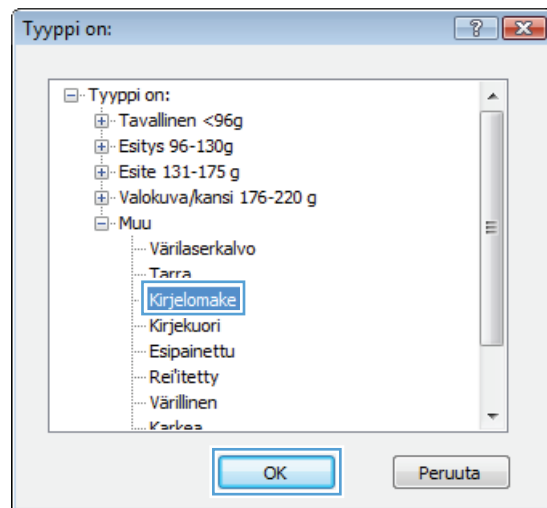 Tyyppi on:
Tyyppi on:
Tavallinen <96g
Esitys 96-130g
Esite 131-175 g
Valokuva/kansi 176-220 g
Muu
Värilaserkalvo
Tarra
Kirjelomake
Kirjekuori
Esipainettu
Rei'itetty
Värillinen
Karkea
OK Peruuta